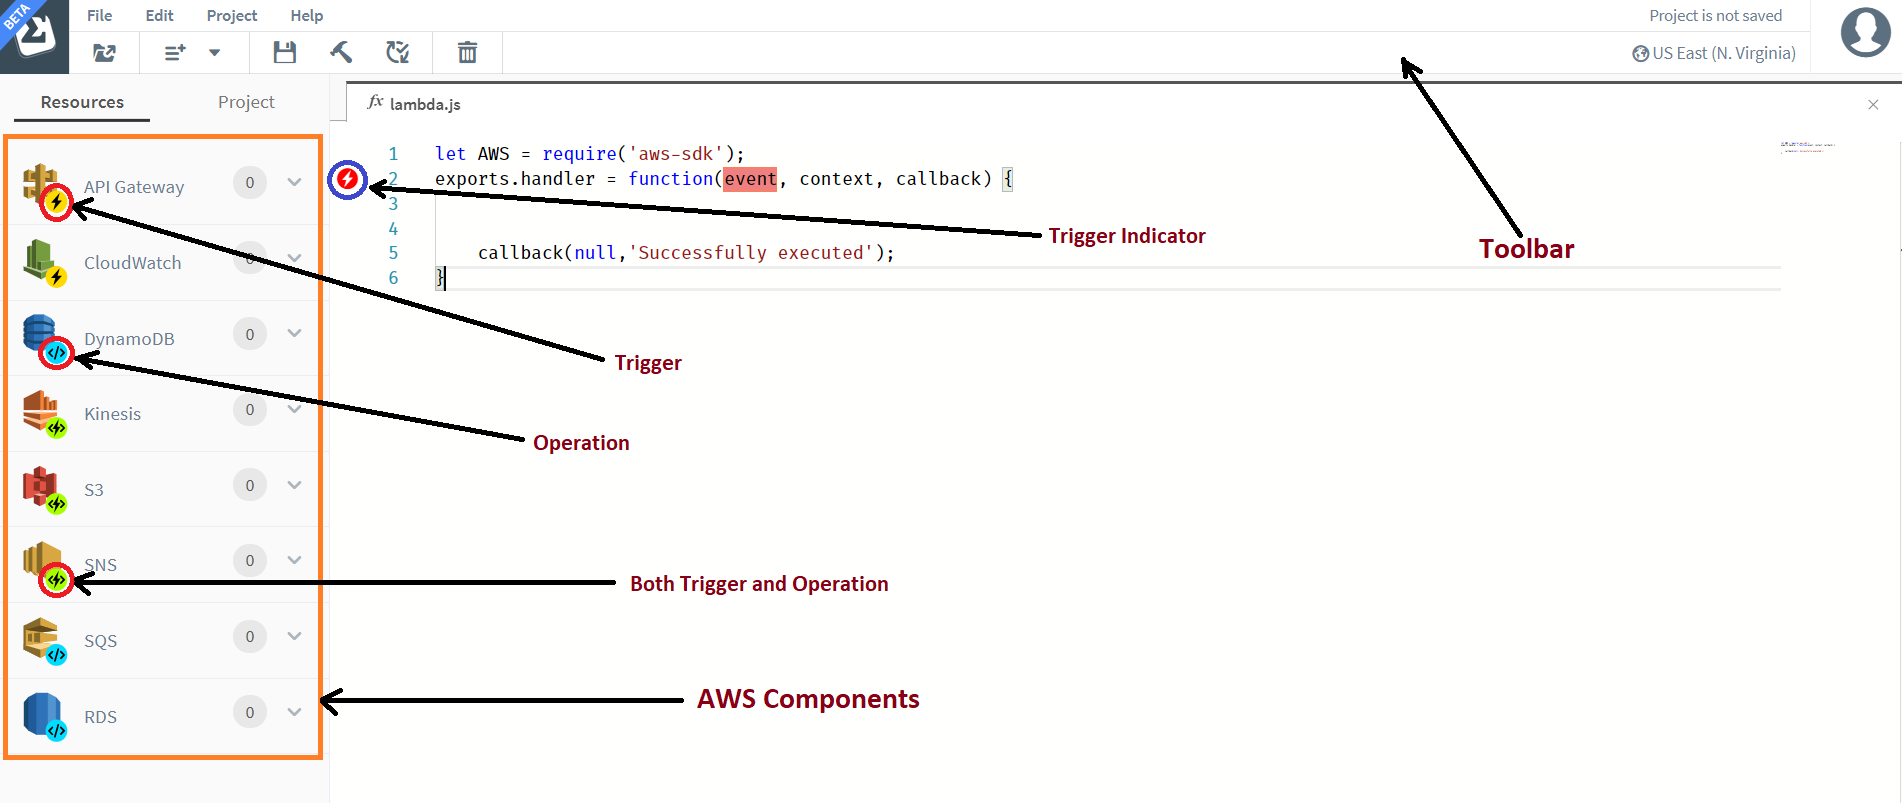 BETA
File Edit Project Help
Project is not saved
US East (N. Virginia)
Resources Project
fx lambda.js
API Gateway 0
CloudWatch 0
DynamoDB 0
Kinesis 0
S3 0
SNS 0
SQS 0
RDS 0
1 let AWS = require('aws-sdk');
2 exports.handler = function(event, context, callback) {
3
4
5 callback(null,'Successfully executed');
6 }
Trigger Indicator
Toolbar
Trigger
Operation
Both Trigger and Operation
AWS Components